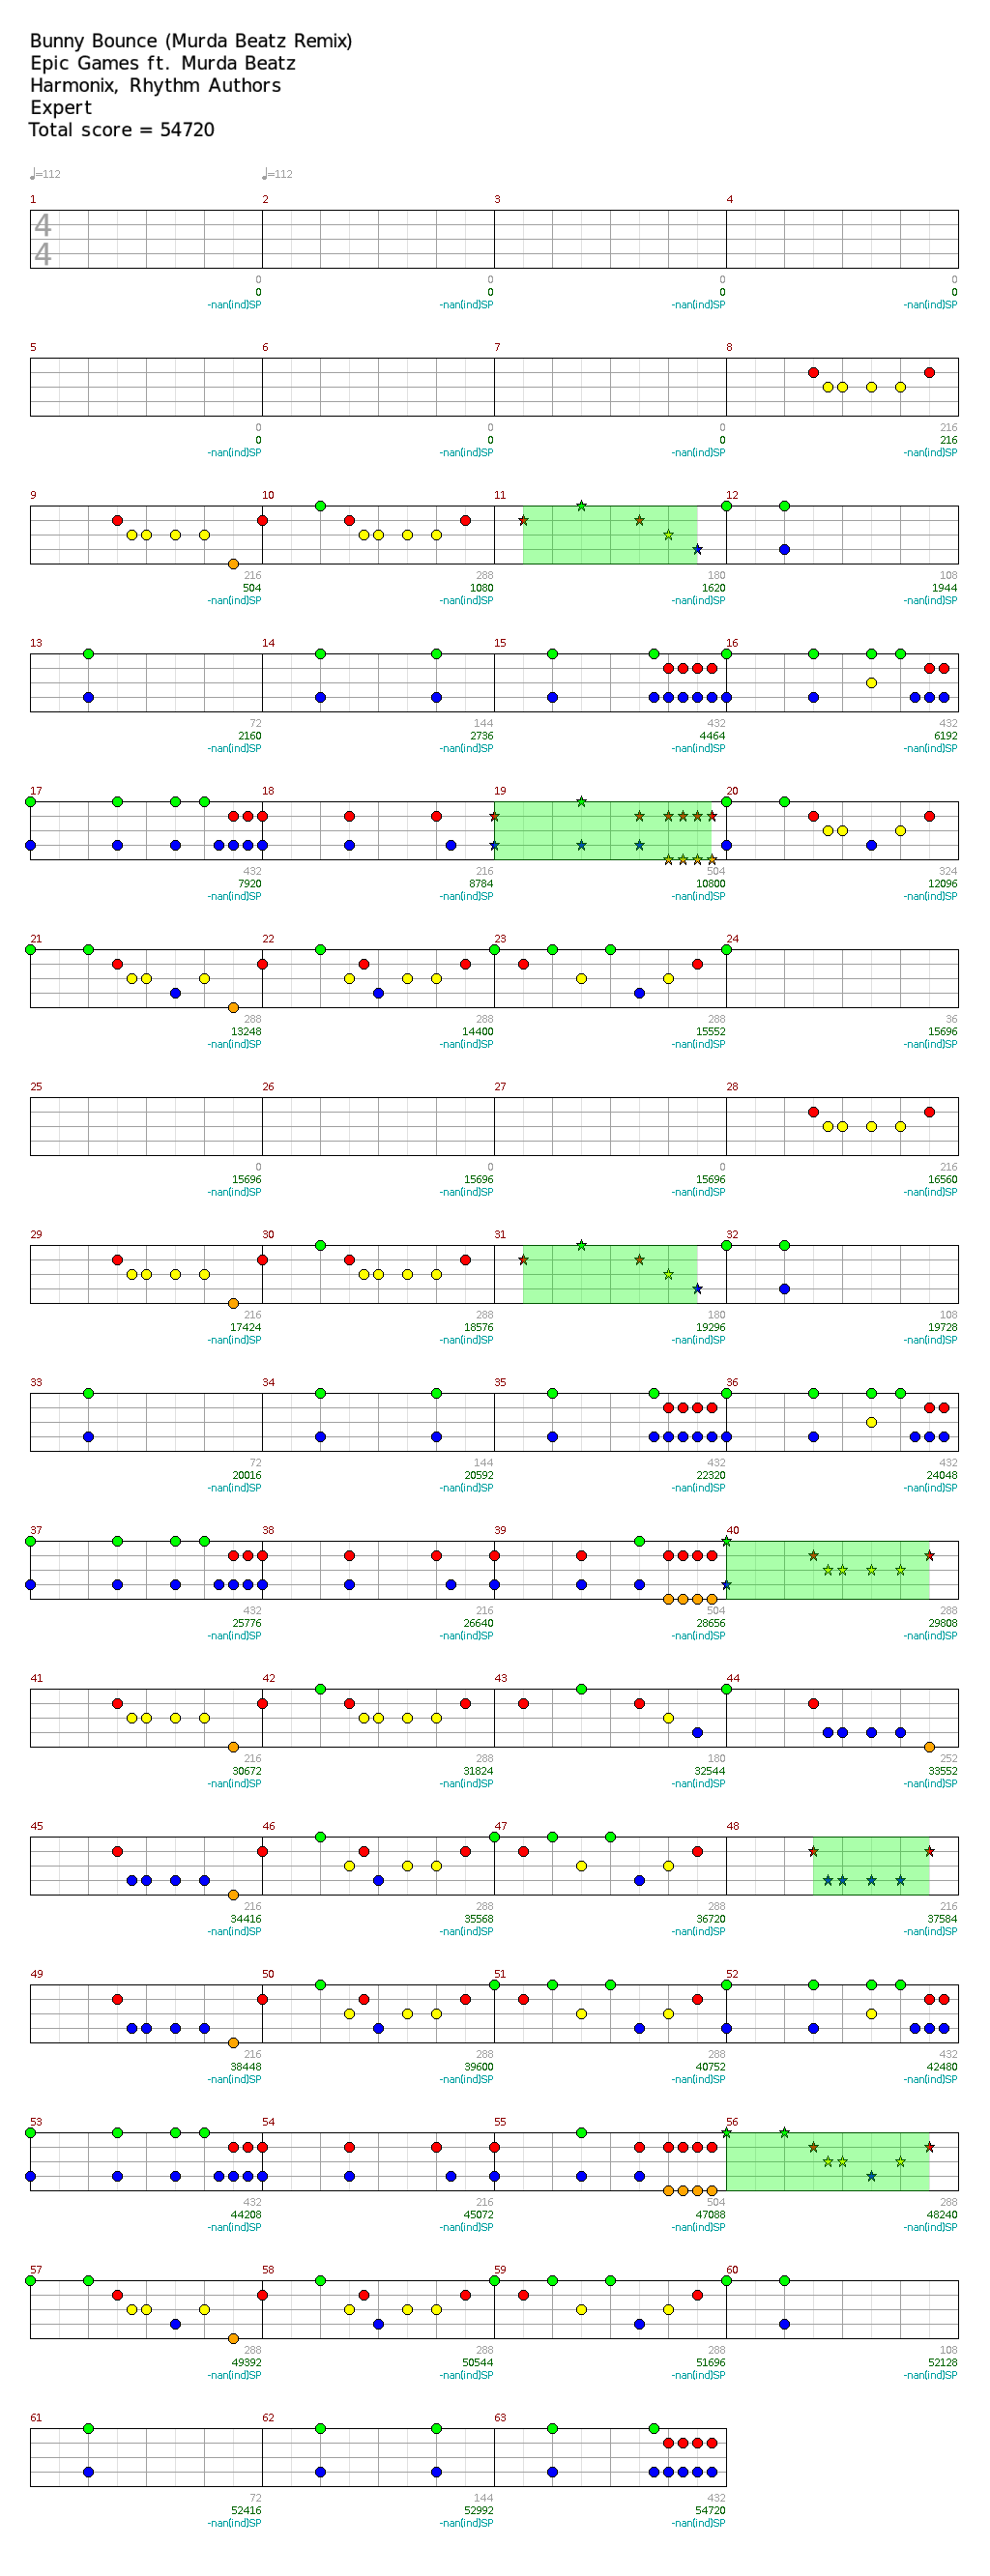 Bunny Bounce (Murda Beatz Remix)
Epic Games ft. Murda Beatz
Harmonix, Rhythm Authors
Expert
Total score = 54720
♩=112 ♩=112
1 2 3 4
4
4
0 0 0 0
0 0 0 0
-nan(ind)SP -nan(ind)SP -nan(ind)SP -nan(ind)SP
5 6 7 8
0 0 0 216
0 0 0 216
-nan(ind)SP -nan(ind)SP -nan(ind)SP -nan(ind)SP
9 10 11 12
216 288 180 108
504 1080 1620 1944
-nan(ind)SP -nan(ind)SP -nan(ind)SP -nan(ind)SP
13 14 15 16
72 144 432 432
2160 2736 4464 6192
-nan(ind)SP -nan(ind)SP -nan(ind)SP -nan(ind)SP
17 18 19 20
432 216 504 324
7920 8784 10800 12096
-nan(ind)SP -nan(ind)SP -nan(ind)SP -nan(ind)SP
21 22 23 24
288 288 288 36
13248 14400 15552 15696
-nan(ind)SP -nan(ind)SP -nan(ind)SP -nan(ind)SP
25 26 27 28
0 0 0 216
15696 15696 15696 16560
-nan(ind)SP -nan(ind)SP -nan(ind)SP -nan(ind)SP
29 30 31 32
216 288 180 108
17424 18576 19296 19728
-nan(ind)SP -nan(ind)SP -nan(ind)SP -nan(ind)SP
33 34 35 36
72 144 432 432
20016 20592 22320 24048
-nan(ind)SP -nan(ind)SP -nan(ind)SP -nan(ind)SP
37 38 39 40
432 216 504 288
25776 26640 28656 29808
-nan(ind)SP -nan(ind)SP -nan(ind)SP -nan(ind)SP
41 42 43 44
216 288 180 252
30672 31824 32544 33552
-nan(ind)SP -nan(ind)SP -nan(ind)SP -nan(ind)SP
45 46 47 48
216 288 288 216
34416 35568 36720 37584
-nan(ind)SP -nan(ind)SP -nan(ind)SP -nan(ind)SP
49 50 51 52
216 288 288 432
38448 39600 40752 42480
-nan(ind)SP -nan(ind)SP -nan(ind)SP -nan(ind)SP
53 54 55 56
432 216 504 288
44208 45072 47088 48240
-nan(ind)SP -nan(ind)SP -nan(ind)SP -nan(ind)SP
57 58 59 60
288 288 288 108
49392 50544 51696 52128
-nan(ind)SP -nan(ind)SP -nan(ind)SP -nan(ind)SP
61 62 63
72 144 432
52416 52992 54720
-nan(ind)SP -nan(ind)SP -nan(ind)SP